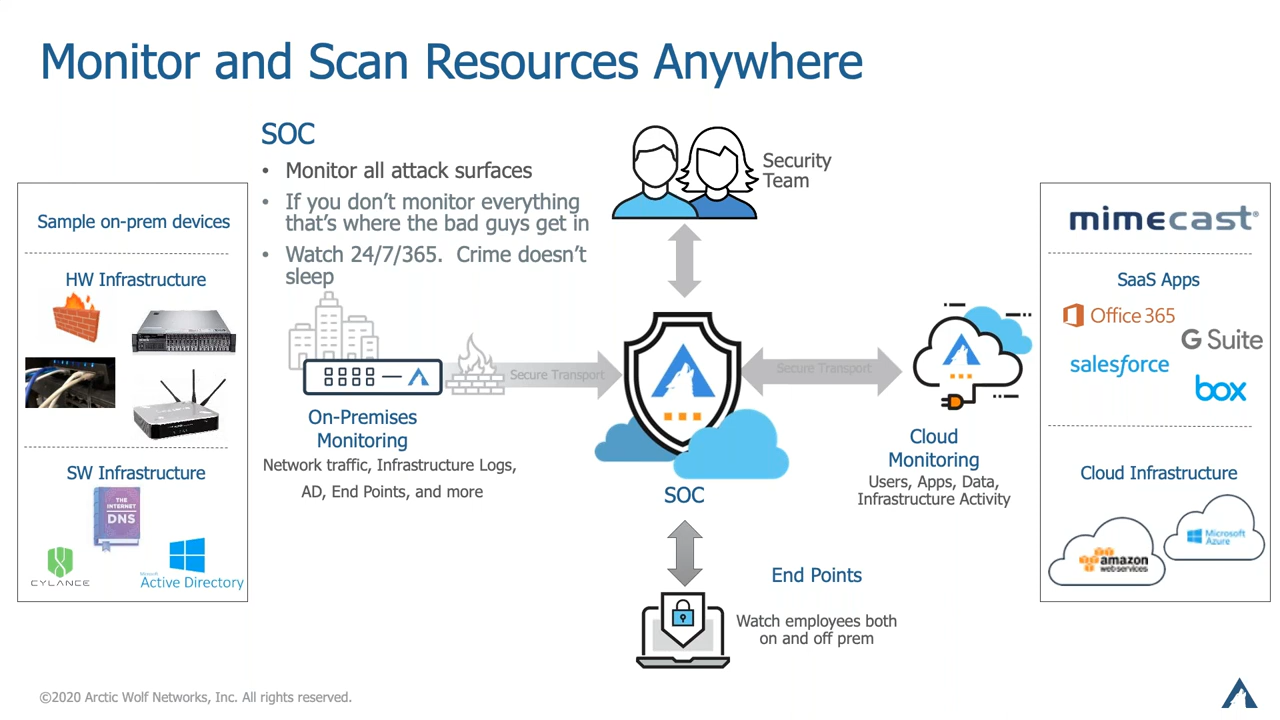 Monitor and Scan Resources Anywhere
SOC
• Monitor all attack surfaces
• If you don’t monitor everything
that’s where the bad guys get in
• Watch 24/7/365. Crime doesn’t
sleep
Security
Team
Sample on-prem devices
HW Infrastructure
SW Infrastructure
THE
INTERNET
DNS
CYLANCE
Microsoft
Active Directory
Secure Transport
On-Premises
Monitoring
Network traffic, Infrastructure Logs,
AD, End Points, and more
SOC
Secure Transport
Cloud
Monitoring
Users, Apps, Data,
Infrastructure Activity
End Points
Watch employees both
on and off prem
mimecast®
SaaS Apps
Office 365
G Suite
salesforce
box
Cloud Infrastructure
Microsoft
Azure
amazon
webservices
©2020 Arctic Wolf Networks, Inc. All rights reserved.